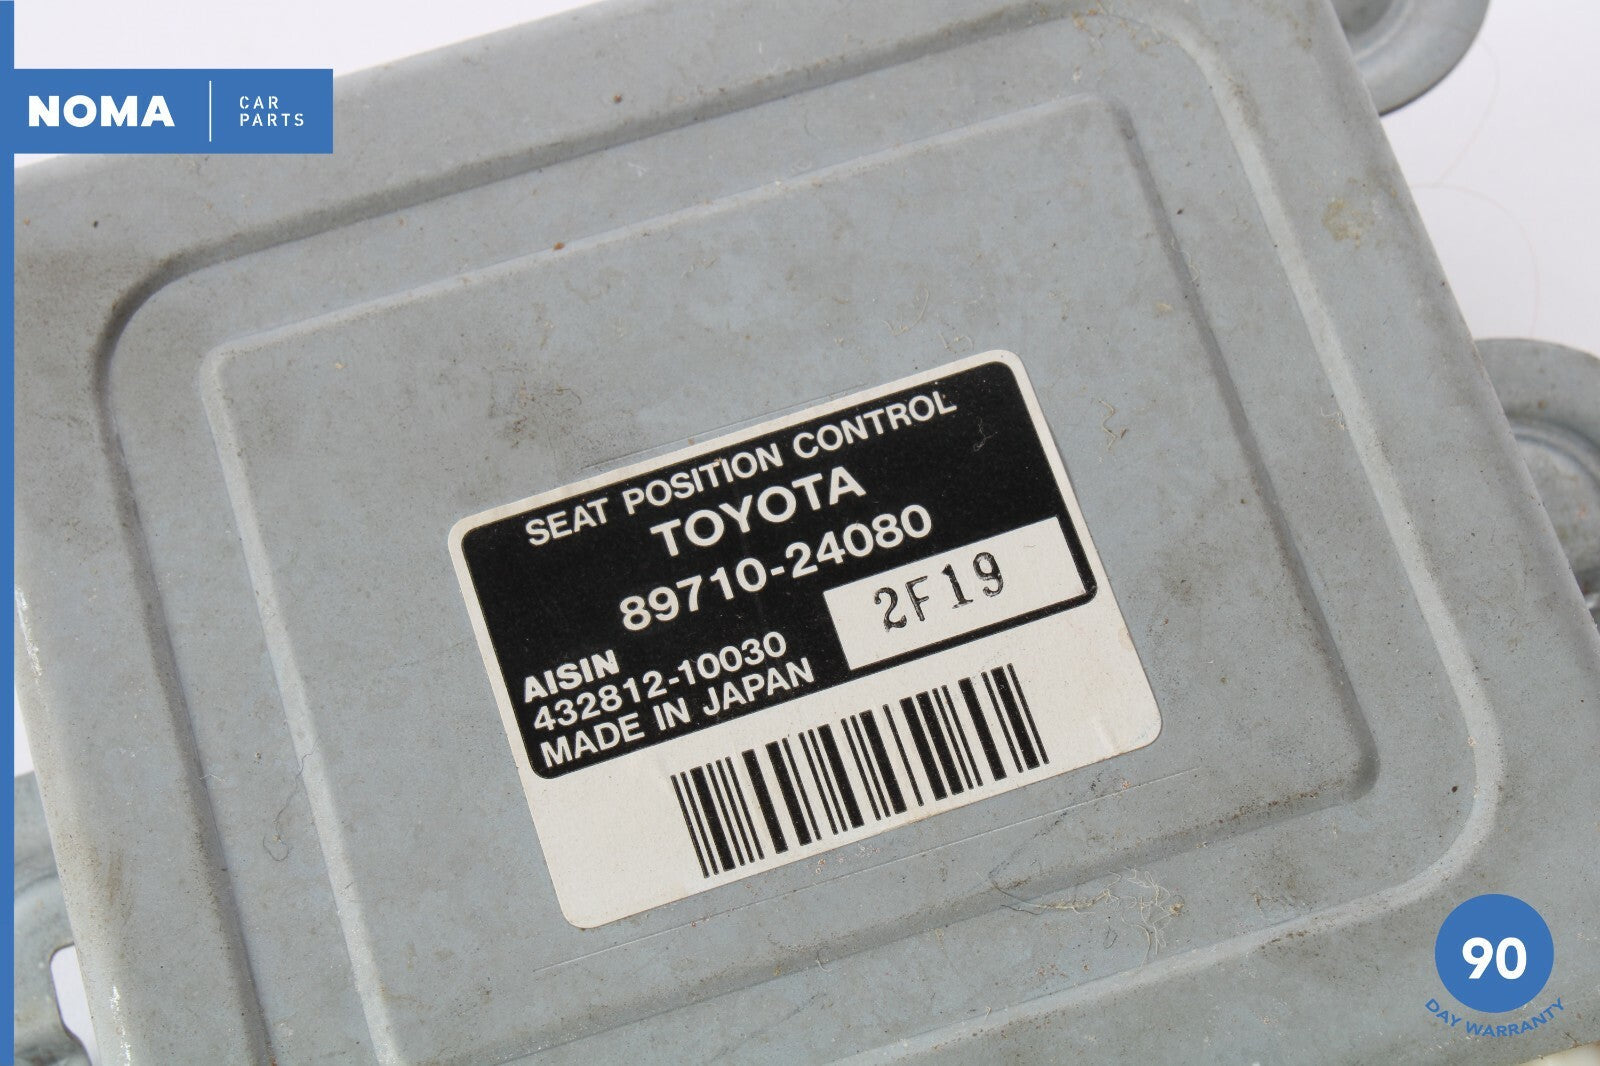 NOMA
CAR
PARTS
SEAT POSITION CONTROL
TOYOTA
89710-24080
2F19
AISIN
432812-10030
MADE IN JAPAN
90
DAY WARRANTY